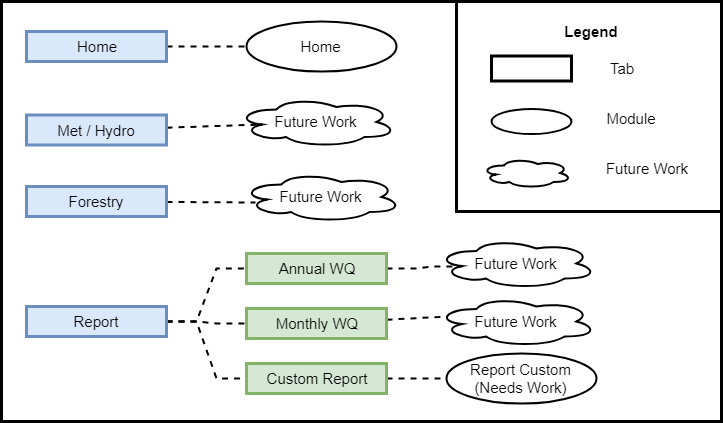 Home
Home
Legend
Tab
Met / Hydro
Future Work
Module
Future Work
Forestry
Future Work
Annual WQ
Future Work
Report
Monthly WQ
Future Work
Custom Report
Report Custom
(Needs Work)